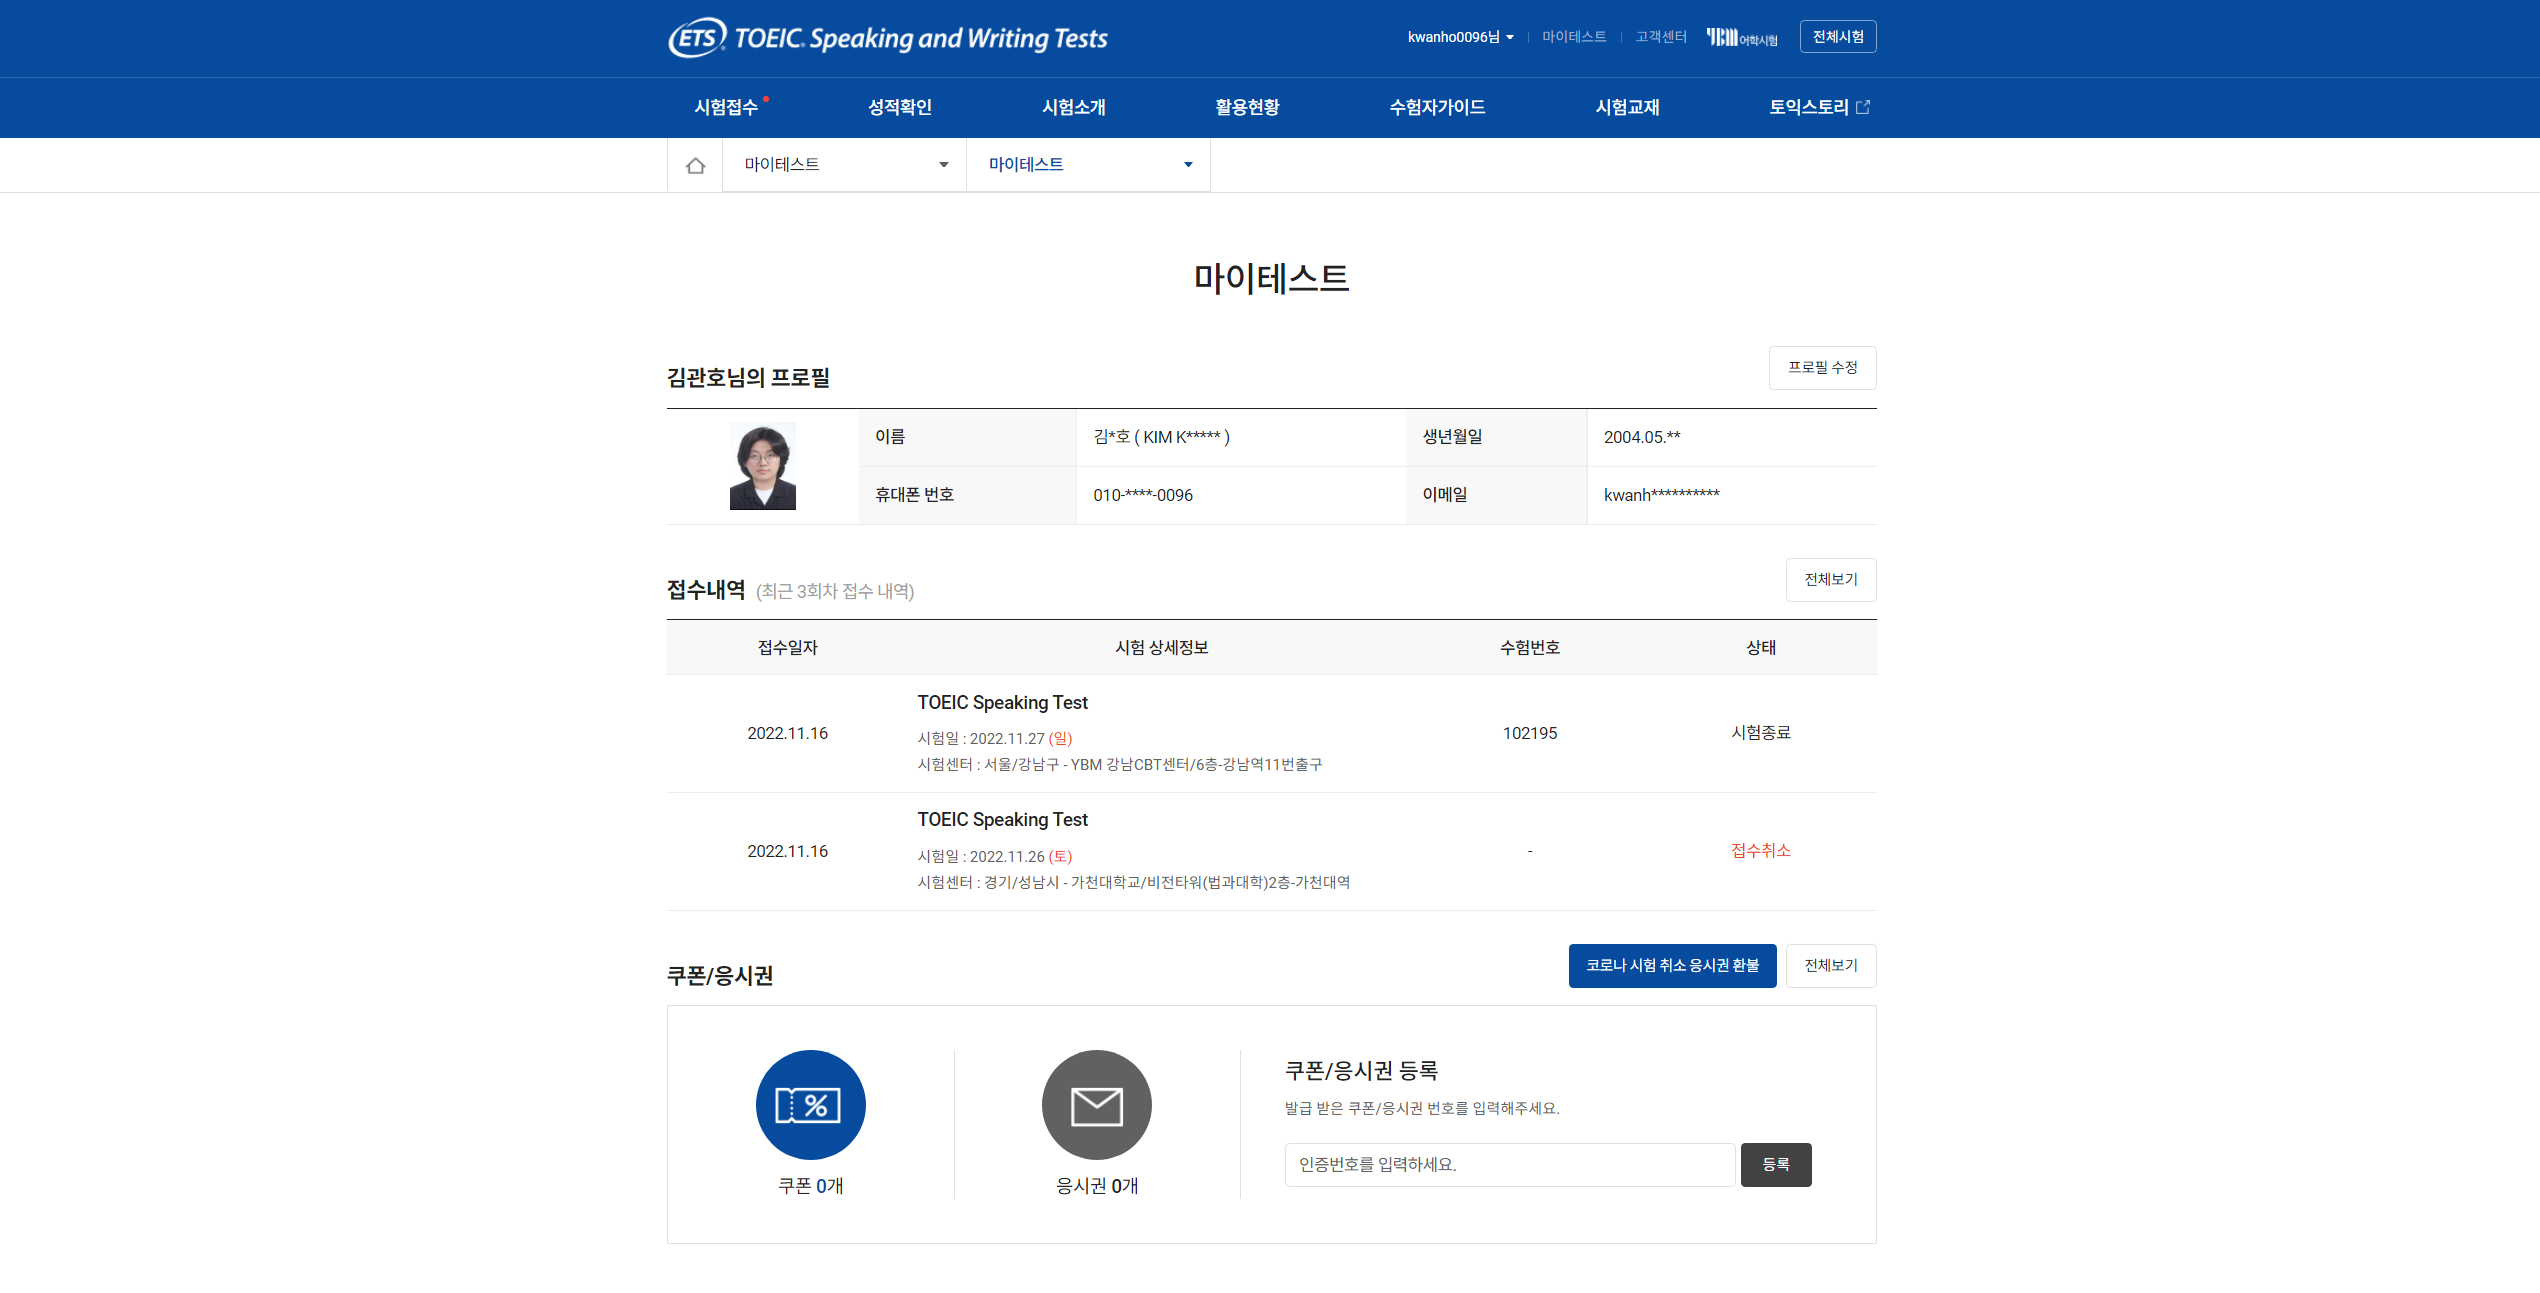 ETS TOEIC Speaking and Writing Tests
kwanho0096님
마이테스트
고객센터
YBM 어학시험
전체시험
시험접수
성적확인
시험소개
활용현황
수험자가이드
시험교재
토익스토리
마이테스트
마이테스트
마이테스트
김관호님의 프로필
프로필 수정
이름 김*호 ( KIM K***** ) 생년월일 2004.05.**
휴대폰 번호 010-****-0096 이메일 kwanh**********
접수내역 (최근 3회차 접수 내역)
전체보기
접수일자 시험 상세정보 수험번호 상태
TOEIC Speaking Test
2022.11.16
시험일 : 2022.11.27 (일)
시험센터 : 서울/강남구 - YBM 강남CBT센터/6층-강남역11번출구
102195
시험종료
TOEIC Speaking Test
2022.11.16
시험일 : 2022.11.26 (토)
시험센터 : 경기/성남시 - 가천대학교/비전타워(법과대학)2층-가천대역
-
접수취소
쿠폰/응시권
코로나 시험 취소 응시권 환불
전체보기
%
쿠폰 0개
응시권 0개
쿠폰/응시권 등록
발급 받은 쿠폰/응시권 번호를 입력해주세요.
인증번호를 입력하세요.
등록